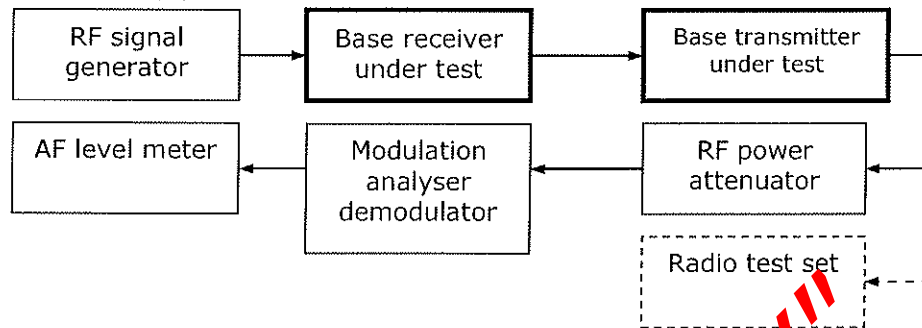 RF signal
generator
Base receiver
under test
Base transmitter
under test
AF level meter
Modulation
analyser
demodulator
RF power
attenuator
Radio test set